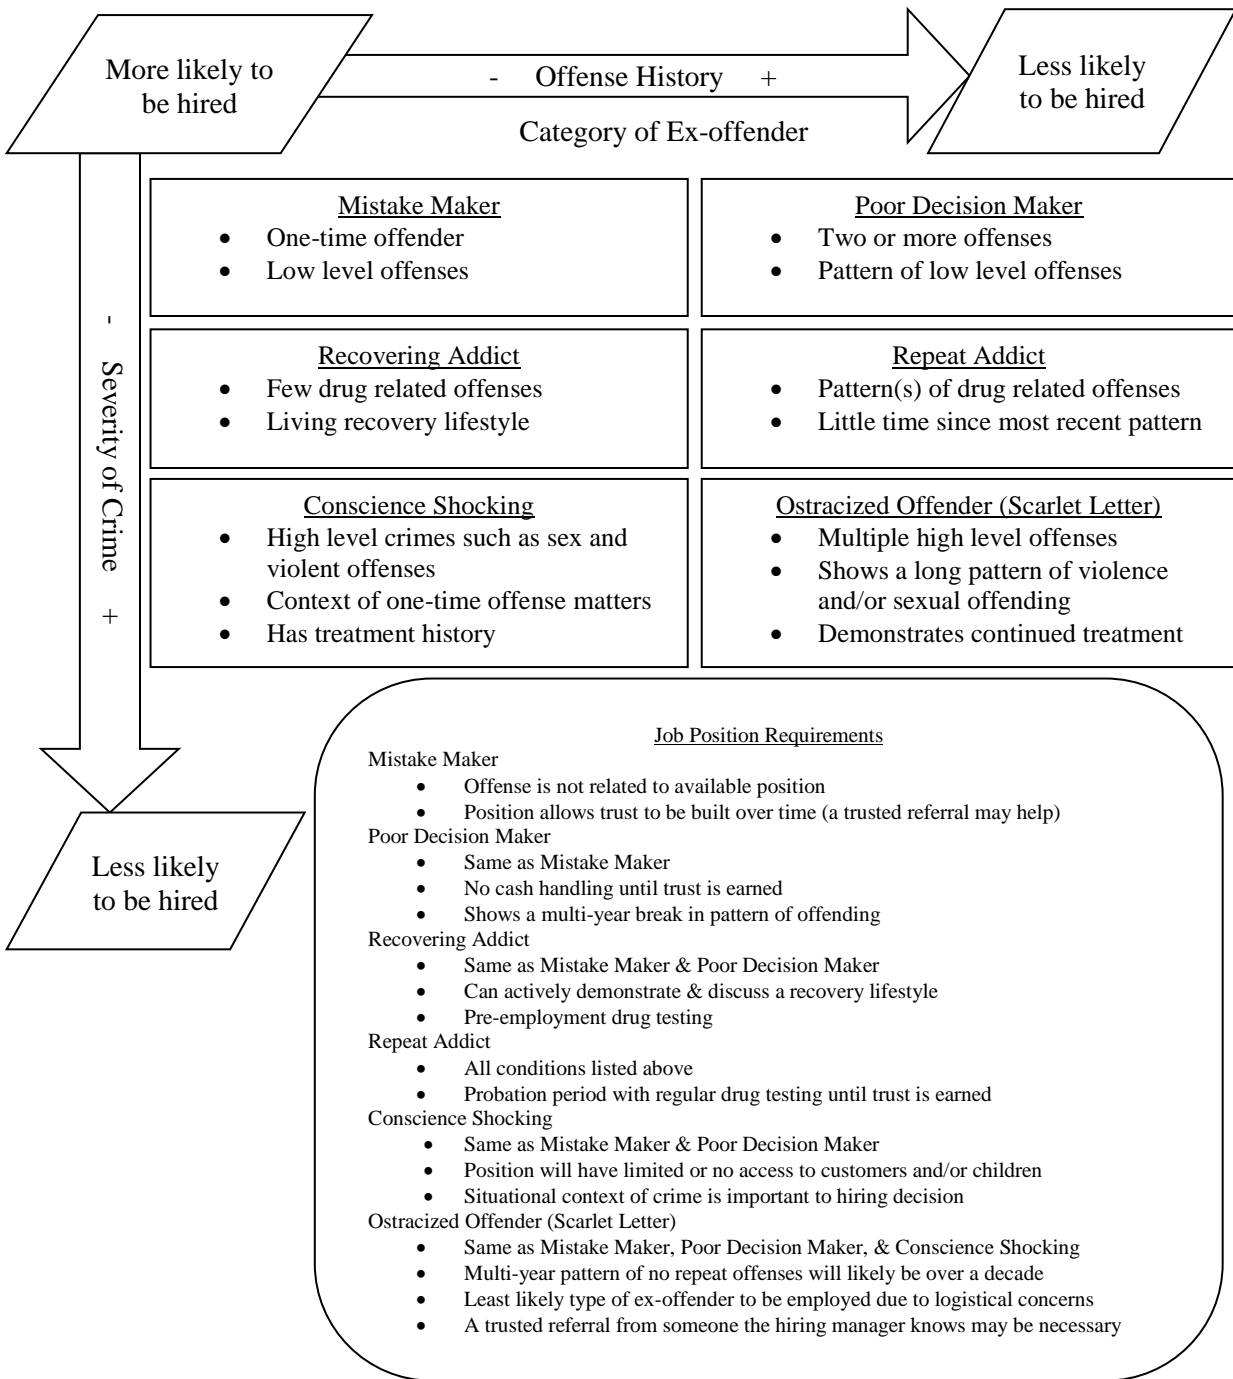 More likely to
be hired
- Offense History +
Less likely
to be hired
Category of Ex-offender
- Severity of Crime +
Mistake Maker
• One-time offender
• Low level offenses
Poor Decision Maker
• Two or more offenses
• Pattern of low level offenses
Recovering Addict
• Few drug related offenses
• Living recovery lifestyle
Repeat Addict
• Pattern(s) of drug related offenses
• Little time since most recent pattern
Conscience Shocking
• High level crimes such as sex and
violent offenses
• Context of one-time offense matters
• Has treatment history
Ostracized Offender (Scarlet Letter)
• Multiple high level offenses
• Shows a long pattern of violence
and/or sexual offending
• Demonstrates continued treatment
Less likely
to be hired
Job Position Requirements
Mistake Maker
• Offense is not related to available position
• Position allows trust to be built over time (a trusted referral may help)
Poor Decision Maker
• Same as Mistake Maker
• No cash handling until trust is earned
• Shows a multi-year break in pattern of offending
Recovering Addict
• Same as Mistake Maker & Poor Decision Maker
• Can actively demonstrate & discuss a recovery lifestyle
• Pre-employment drug testing
Repeat Addict
• All conditions listed above
• Probation period with regular drug testing until trust is earned
Conscience Shocking
• Same as Mistake Maker & Poor Decision Maker
• Position will have limited or no access to customers and/or children
• Situational context of crime is important to hiring decision
Ostracized Offender (Scarlet Letter)
• Same as Mistake Maker, Poor Decision Maker, & Conscience Shocking
• Multi-year pattern of no repeat offenses will likely be over a decade
• Least likely type of ex-offender to be employed due to logistical concerns
• A trusted referral from someone the hiring manager knows may be necessary